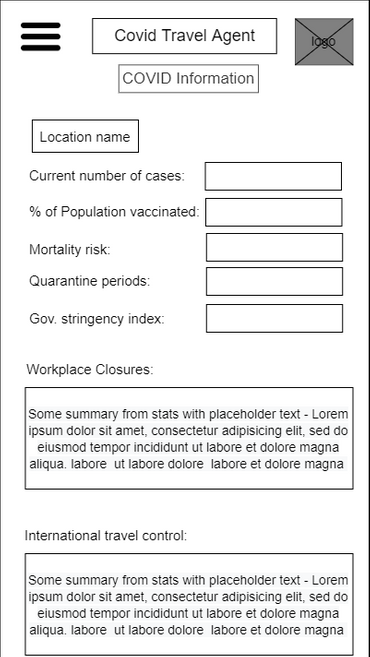 Covid Travel Agent
logo
COVID Information
Location name
Current number of cases:
% of Population vaccinated:
Mortality risk:
Quarantine periods:
Gov. stringency index:
Workplace Closures:
Some summary from stats with placeholder text - Lorem
ipsum dolor sit amet, consectetur adipisicing elit, sed do
eiusmod tempor incididunt ut labore et dolore magna
aliqua. labore ut labore dolore labore et dolore magna
International travel control:
Some summary from stats with placeholder text - Lorem
ipsum dolor sit amet, consectetur adipisicing elit, sed do
eiusmod tempor incididunt ut labore et dolore magna
aliqua. labore ut labore dolore labore et dolore magna